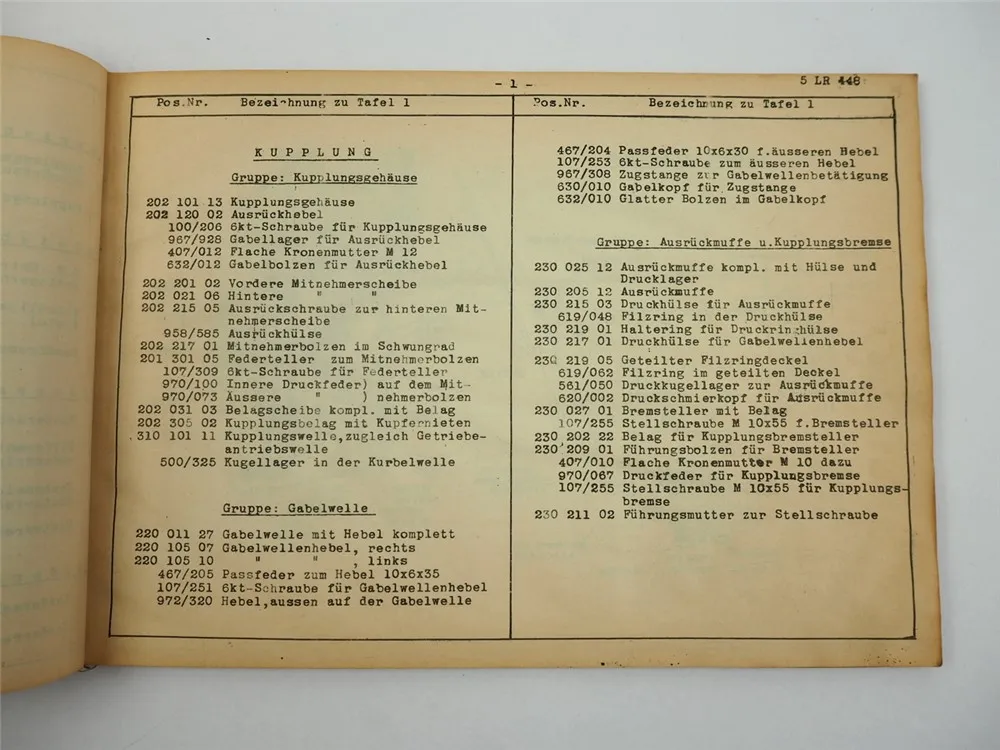 - 1 -
5 LR 448
Pos.Nr. Bezeichnung zu Tafel 1
KUPPLUNG
Gruppe: Kupplungsgehäuse
202 101 13 Kupplungsgehäuse
202 120 02 Ausrückhebel
100/206 6kt-Schraube für Kupplungsgehäuse
967/928 Gabellager für Ausrückhebel
407/012 Flache Kronenmutter M 12
632/012 Gabelbolzen für Ausrückhebel
202 201 02 Vordere Mitnehmerscheibe
202 021 06 Hintere " "
202 215 05 Ausrückschraube zur hinteren Mit-
nehmerscheibe
958/585 Ausrückhülse
202 217 01 Mitnehmerbolzen im Schwungrad
201 301 05 Federteller zum Mitnehmerbolzen
107/309 6kt-Schraube für Federteller
970/100 Innere Druckfeder) auf dem Mit-
970/073 Äussere " ) nehmerbolzen
202 031 03 Belagscheibe kompl. mit Belag
202 305 02 Kupplungsbelag mit Kupfernieten
310 101 11 Kupplungswelle,zugleich Getriebe-
antriebswelle
500/325 Kugellager in der Kurbelwelle
Gruppe: Gabelwelle
220 011 27 Gabelwelle mit Hebel komplett
220 105 07 Gabelwellenhebel, rechts
220 105 10 " " , links
467/205 Passfeder zum Hebel 10x6x35
107/251 6kt-Schraube für Gabelwellenhebel
972/320 Hebel,aussen auf der Gabelwelle
Pos.Nr. Bezeichnung zu Tafel 1
467/204 Passfeder 10x6x30 f.äusseren Hebel
107/253 6kt-Schraube zum äusseren Hebel
967/308 Zugstange zur Gabelwellenbetätigung
630/010 Gabelkopf für Zugstange
632/010 Glatter Bolzen im Gabelkopf
Gruppe: Ausrückmuffe u.Kupplungsbremse
230 025 12 Ausrückmuffe kompl. mit Hülse und
Drucklager
230 205 12 Ausrückmuffe
230 215 03 Druckhülse für Ausrückmuffe
619/048 Filzring in der Druckhülse
230 219 01 Haltering für Druckringhülse
230 217 01 Druckhülse für Gabelwellenhebel
230 219 05 Geteilter Filzringdeckel
619/062 Filzring im geteilten Deckel
561/050 Druckkugellager zur Ausrückmuffe
620/002 Druckschmierkopf für Ausrückmuffe
230 027 01 Bremsteller mit Belag
107/255 Stellschraube M 10x55 f.Bremsteller
230 202 22 Belag für Kupplungsbremsteller
230 209 01 Führungsbolzen für Bremsteller
407/010 Flache Kronenmutter M 10 dazu
970/067 Druckfeder für Kupplungsbremse
107/255 Stellschraube M 10x55 für Kupplungs-
bremse
230 211 02 Führungsmutter zur Stellschraube